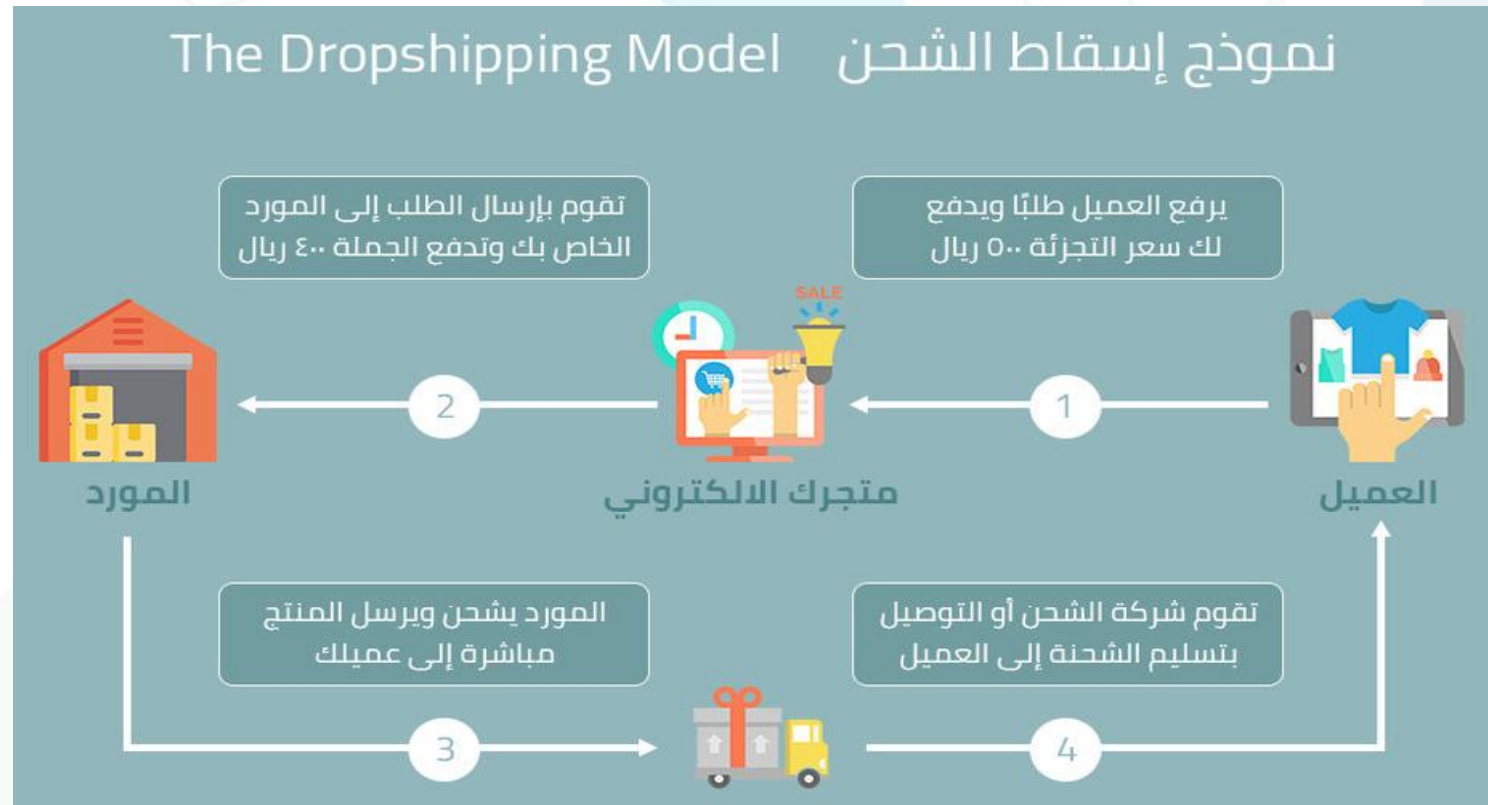 نموذج إسقاط الشحن The Dropshipping Model
يرفع العميل طلبًا ويدفع
لك سعر التجزئة ٥٠٠ ريال
تقوم بإرسال الطلب إلى المورد
الخاص بك وتدفع الجملة ٤٠٠ ريال
SALE
1
2
العميل
متجرك الالكتروني
المورد
المورد يشحن ويرسل المنتج
مباشرة إلى عميلك
تقوم شركة الشحن أو التوصيل
بتسليم الشحنة إلى العميل
3
4